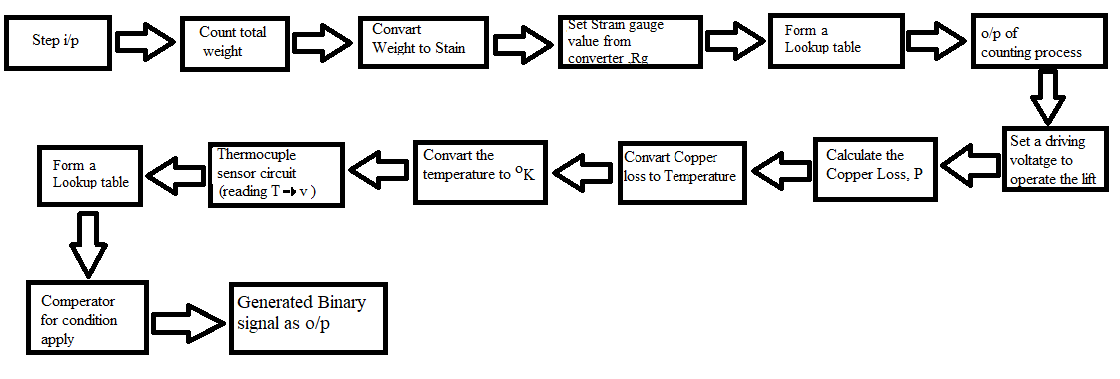 Step i/p
Count total
weight
Convart
Weight to Stain
Set Strain gauge
value from
converter ,Rg
Form a
Lookup table
o/p of
counting process
Set a driving
voltatge to
operate the lift
Calculate the
Copper Loss, P
Convart Copper
loss to Temperature
Convart the
temperature to °K
Thermocuple
sensor circuit
(reading T→v )
Form a
Lookup table
Comperator
for condition
apply
Generated Binary
signal as o/p